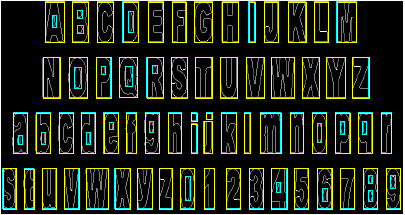 ABCDEFGHIJKLM
NOPQRSTUVWXYZ
abcdefghijklmnopqr
stuvwxyz0123456789